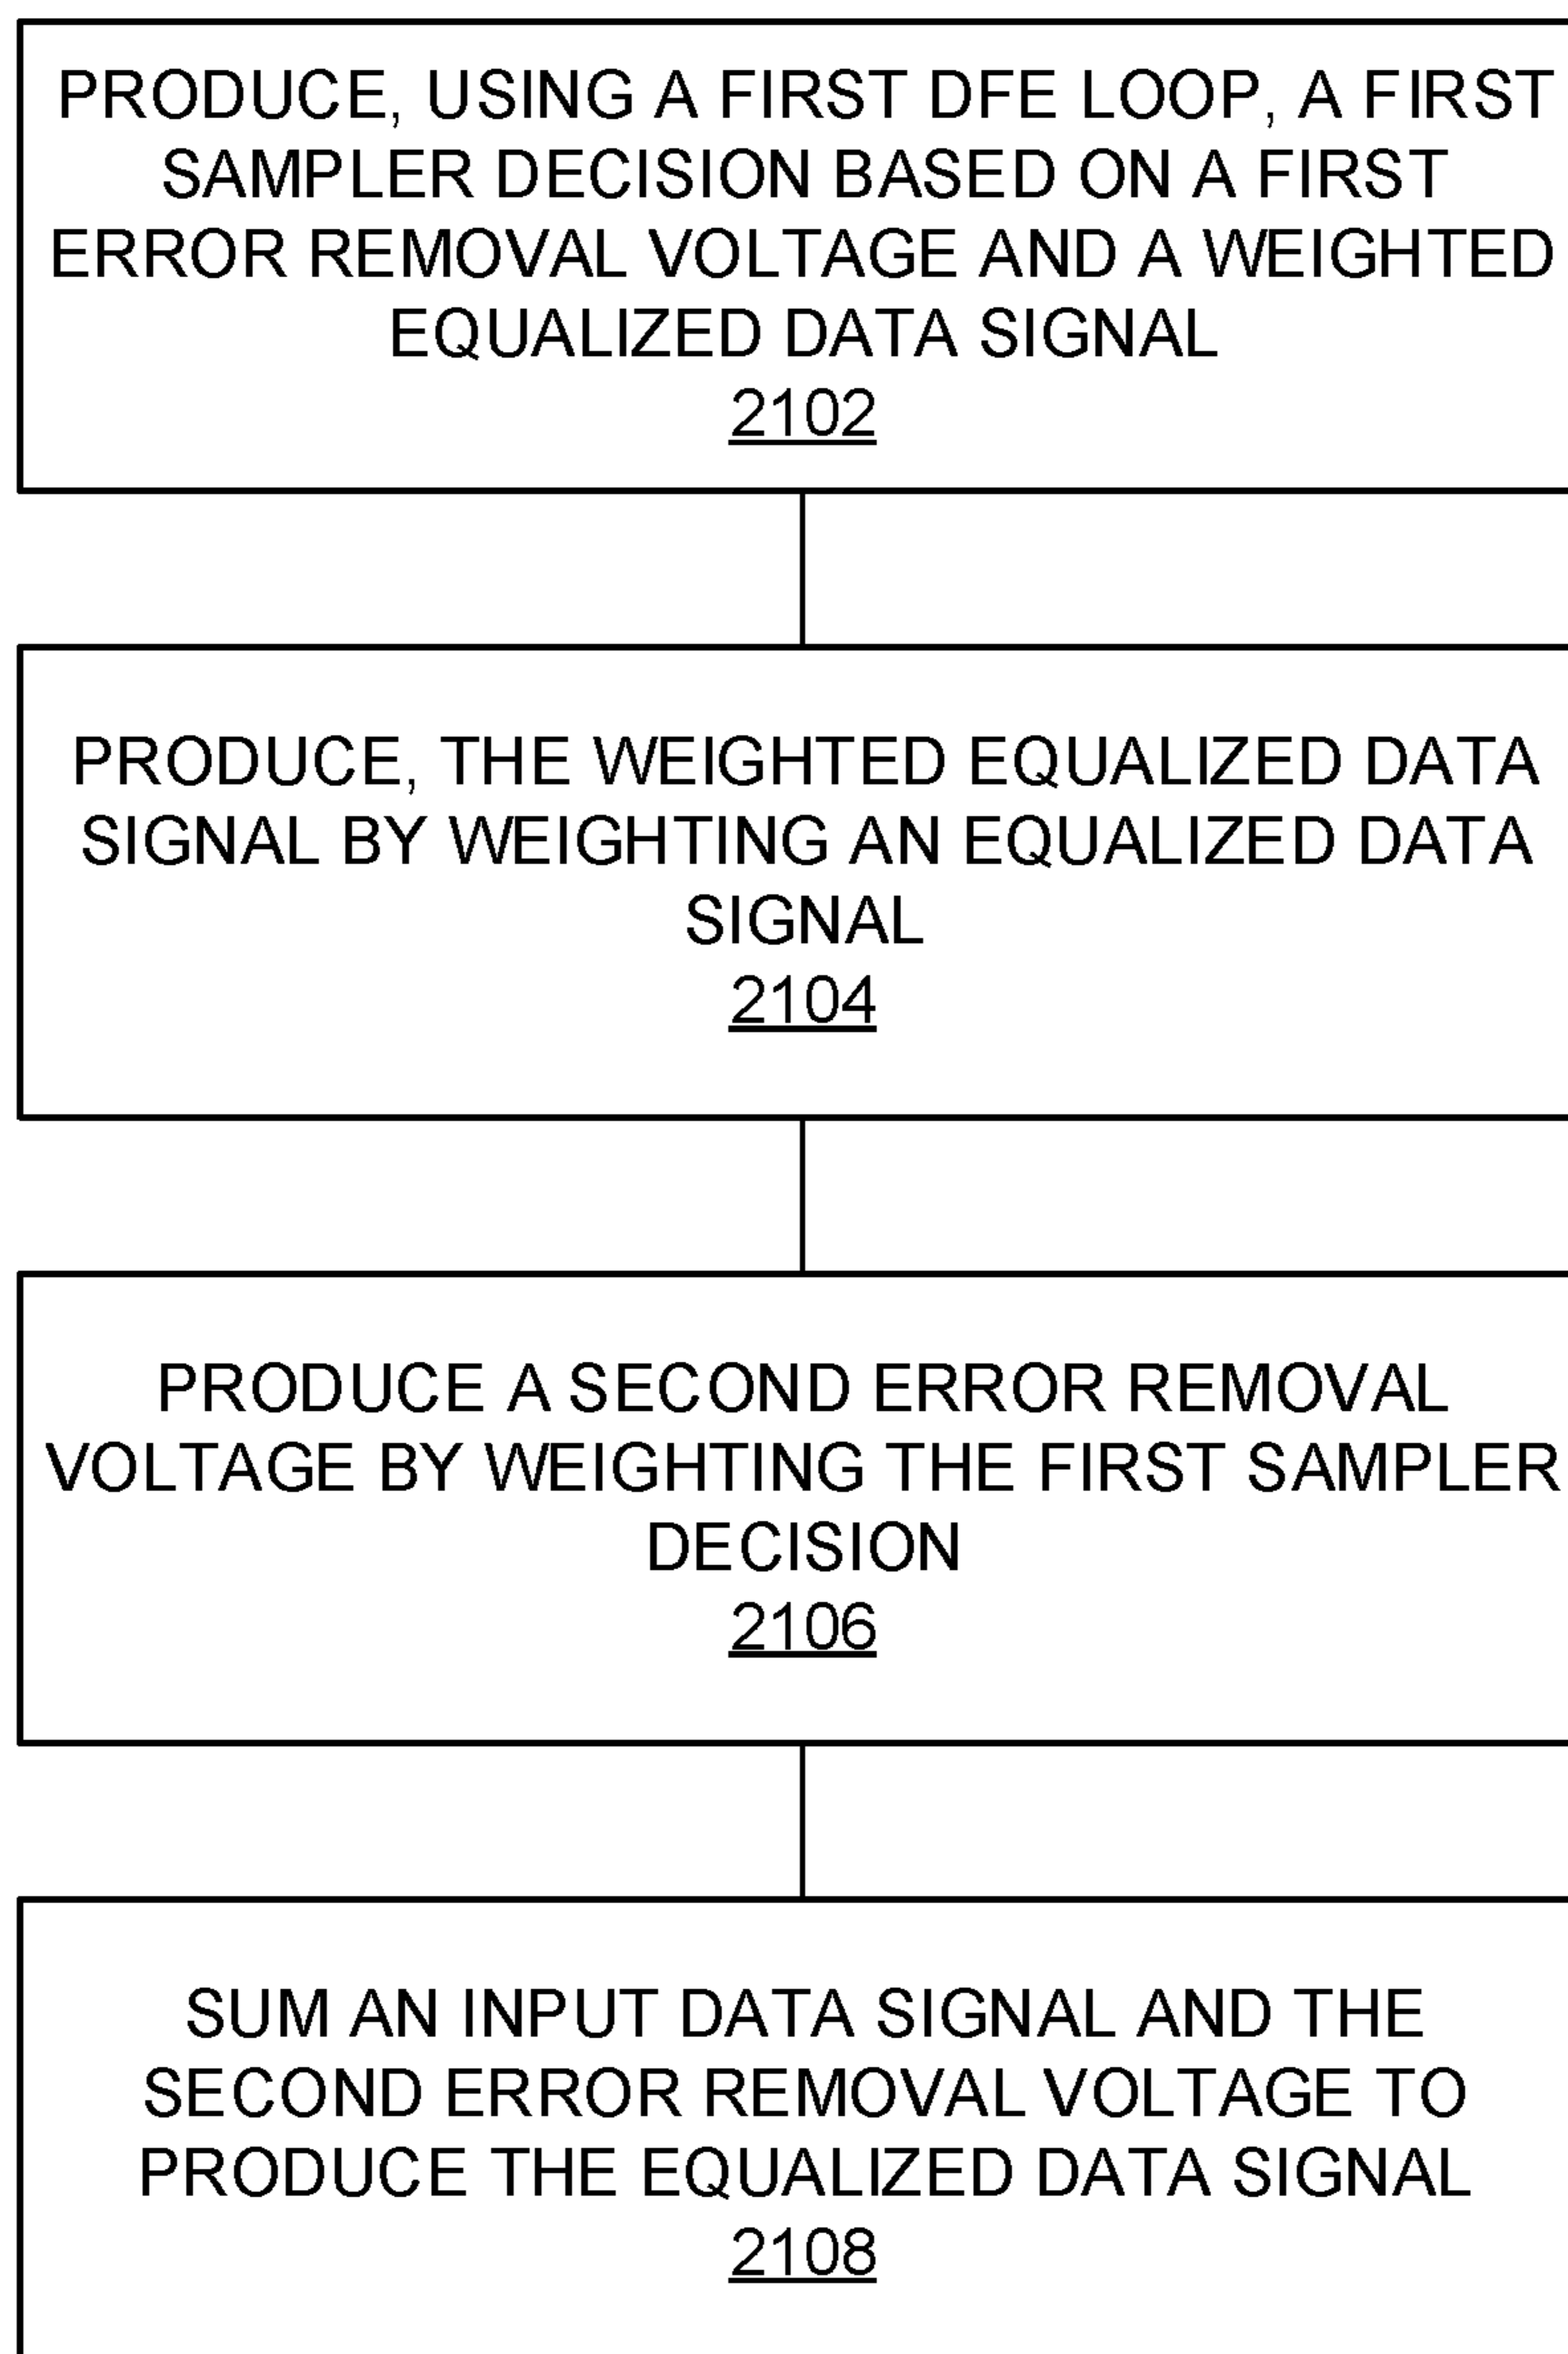 PRODUCE, USING A FIRST DFE LOOP, A FIRST
SAMPLER DECISION BASED ON A FIRST
ERROR REMOVAL VOLTAGE AND A WEIGHTED
EQUALIZED DATA SIGNAL
2102
PRODUCE, THE WEIGHTED EQUALIZED DATA
SIGNAL BY WEIGHTING AN EQUALIZED DATA
SIGNAL
2104
PRODUCE A SECOND ERROR REMOVAL
VOLTAGE BY WEIGHTING THE FIRST SAMPLER
DECISION
2106
SUM AN INPUT DATA SIGNAL AND THE
SECOND ERROR REMOVAL VOLTAGE TO
PRODUCE THE EQUALIZED DATA SIGNAL
2108